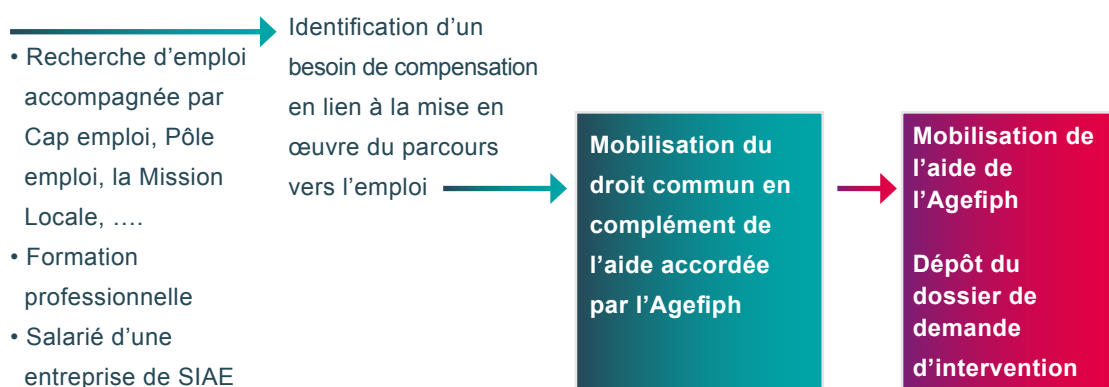 • Recherche d’emploi
accompagnée par
Cap emploi, Pôle
emploi, la Mission
Locale, ….
• Formation
professionnelle
• Salarié d’une
entreprise de SIAE
Identification d’un
besoin de compensation
en lien à la mise en
œuvre du parcours
vers l’emploi
Mobilisation du
droit commun en
complément de
l’aide accordée
par l’Agefiph
Mobilisation de
l’aide de
l’Agefiph
Dépôt du
dossier de
demande
d’intervention